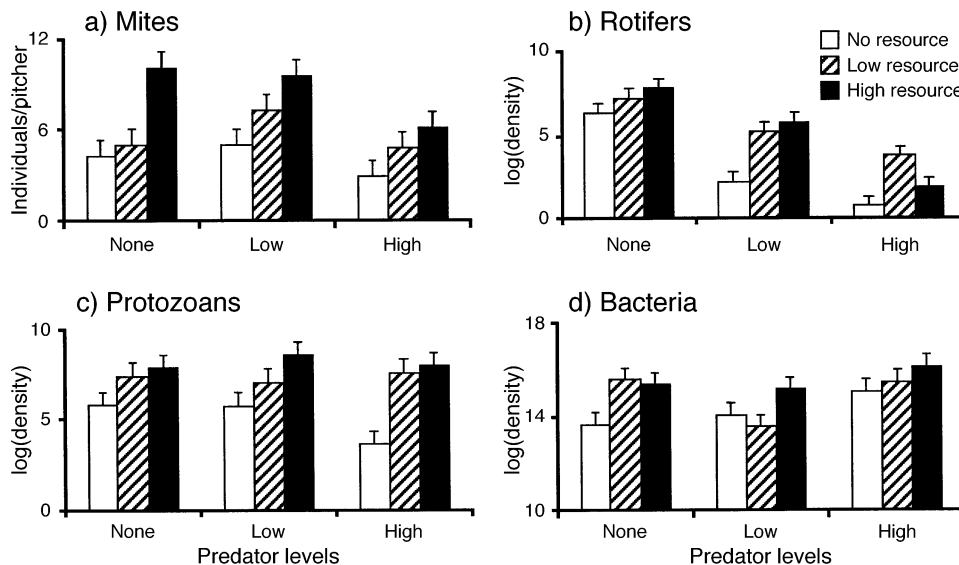 a) Mites
Individuals/pitcher
12
6
0
None Low High
b) Rotifers
log(density)
10
5
0
None Low High
No resource
Low resource
High resource
c) Protozoans
log(density)
10
5
0
None Low High
Predator levels
d) Bacteria
log(density)
18
14
10
None Low High
Predator levels